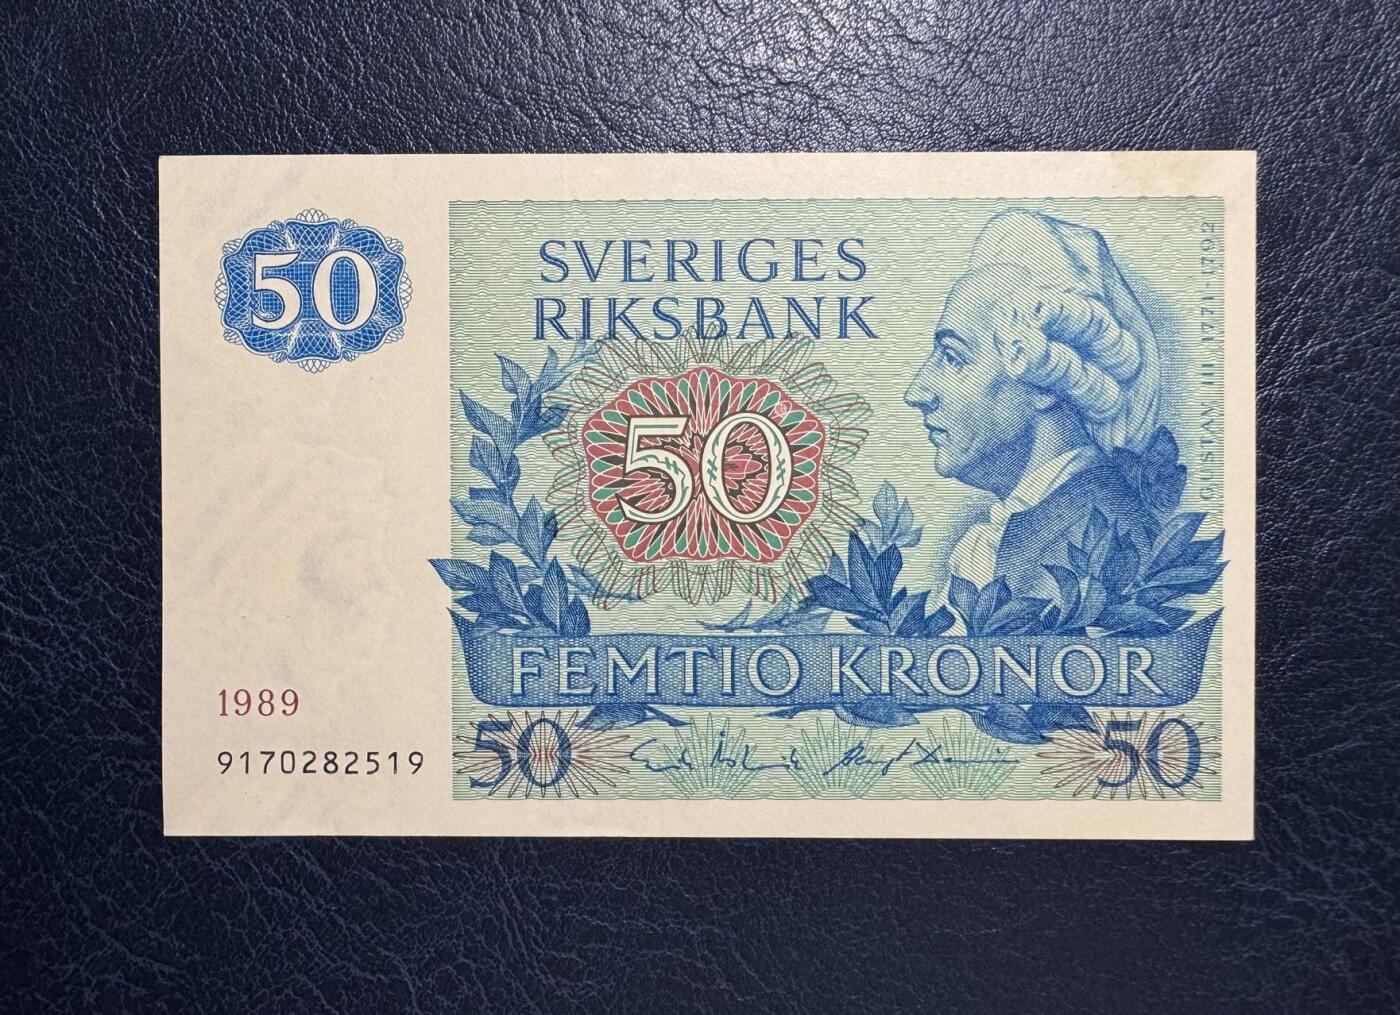 50
SVERIGES
RIKSBANK
50
GUSTAV III 1771-1792
FEMTIO KRONOR
1989
9170282519
50
50